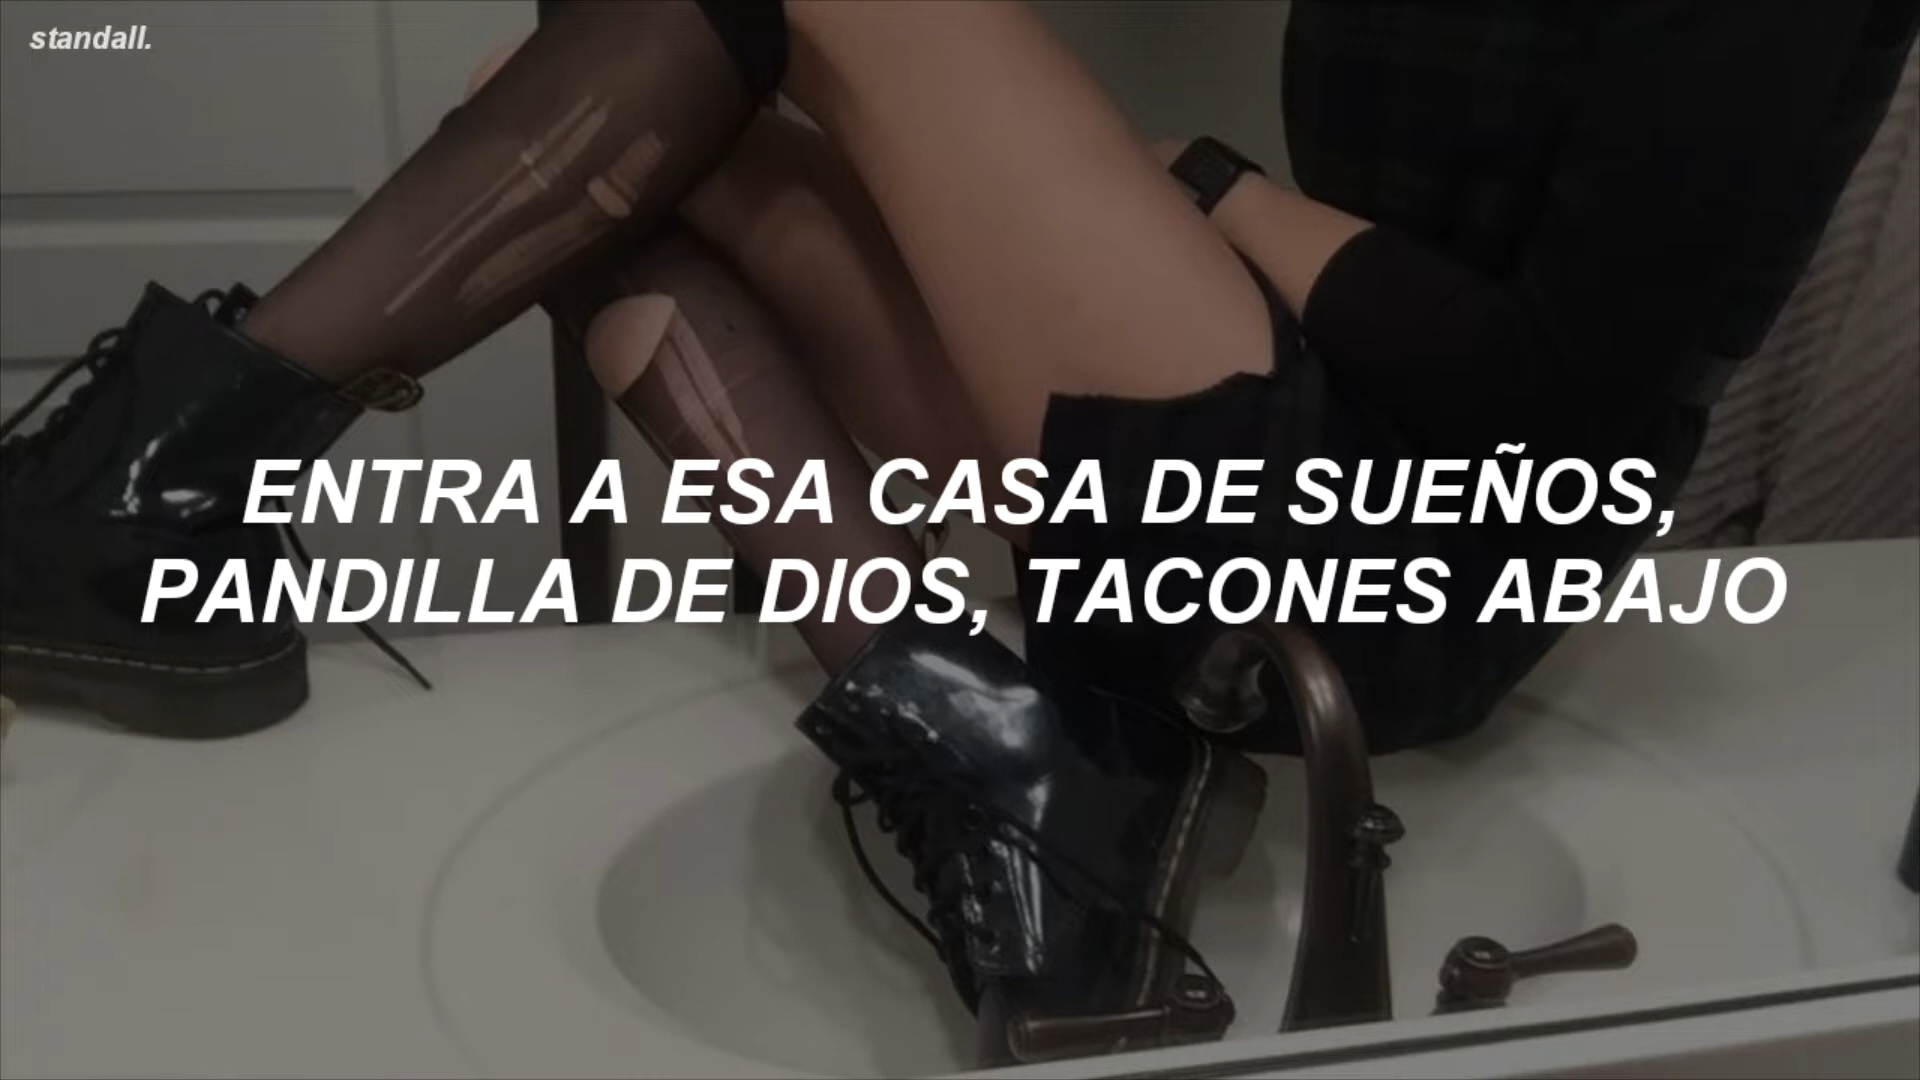 standall.
ENTRA A ESA CASA DE SUEÑOS,
PANDILLA DE DIOS, TACONES ABAJO